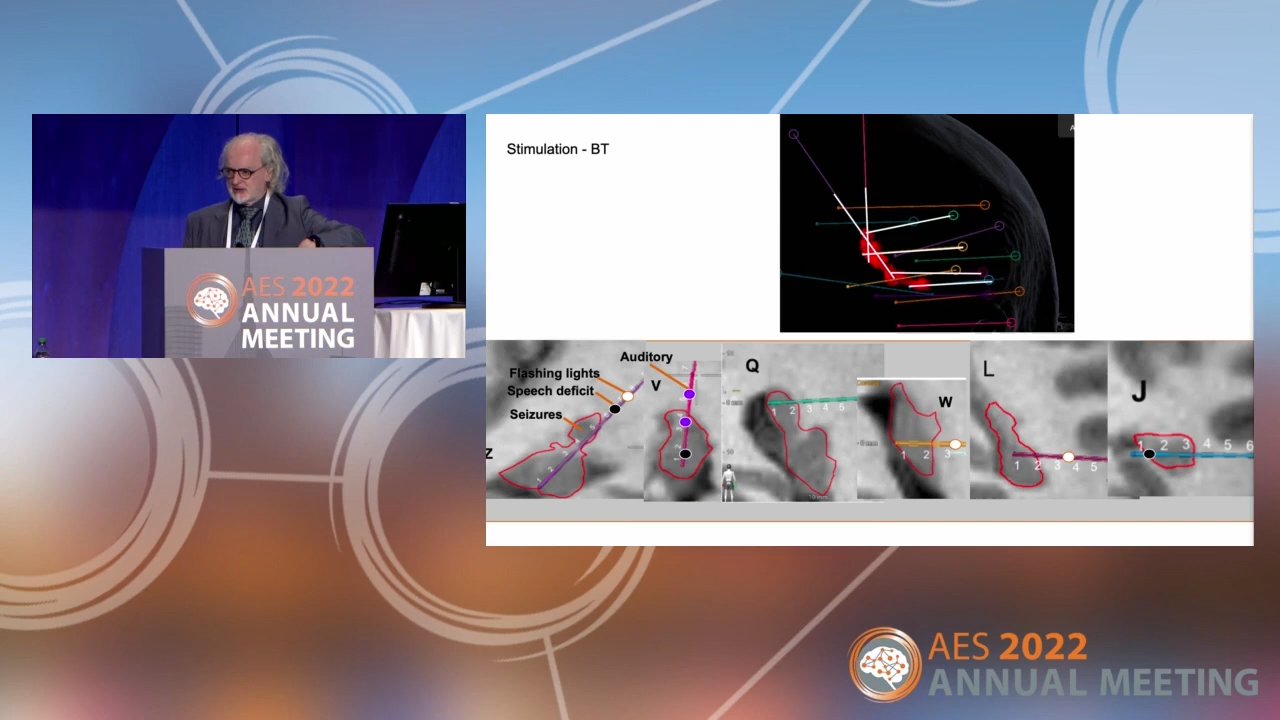 AES 2022
ANNUAL
MEETING
Stimulation - BT
A
Auditory
Flashing lights
Speech deficit
Seizures
Z
V
Q
W
L
J
1 2 3 4 5
1 2 3
1 2 3 4 5
1 2 3 4 5 6
AES 2022
ANNUAL MEETING